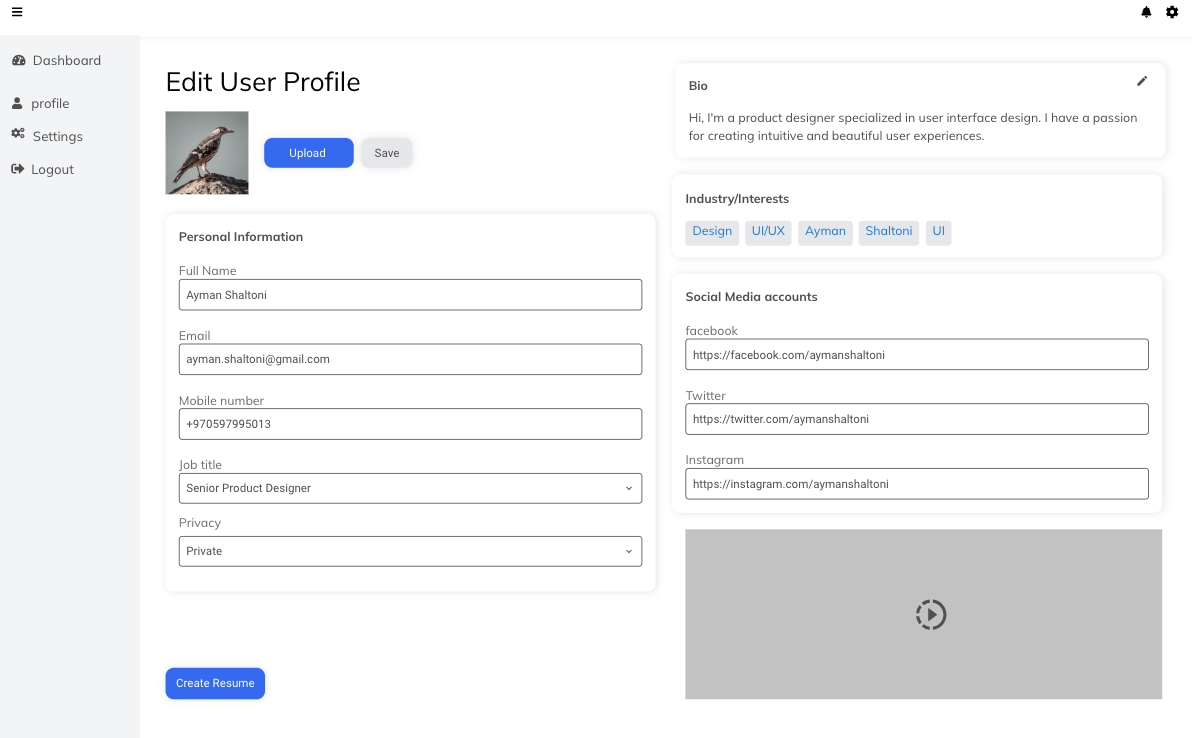 Dashboard
profile
Settings
Logout
Edit User Profile
Upload
Save
Personal Information
Full Name
Ayman Shaltoni
Email
ayman.shaltoni@gmail.com
Mobile number
+970597995013
Job title
Senior Product Designer
Privacy
Private
Create Resume
Bio
Hi, I'm a product designer specialized in user interface design. I have a passion
for creating intuitive and beautiful user experiences.
Industry/Interests
Design UI/UX Ayman Shaltoni UI
Social Media accounts
facebook
https://facebook.com/aymanshaltoni
Twitter
https://twitter.com/aymanshaltoni
Instagram
https://instagram.com/aymanshaltoni